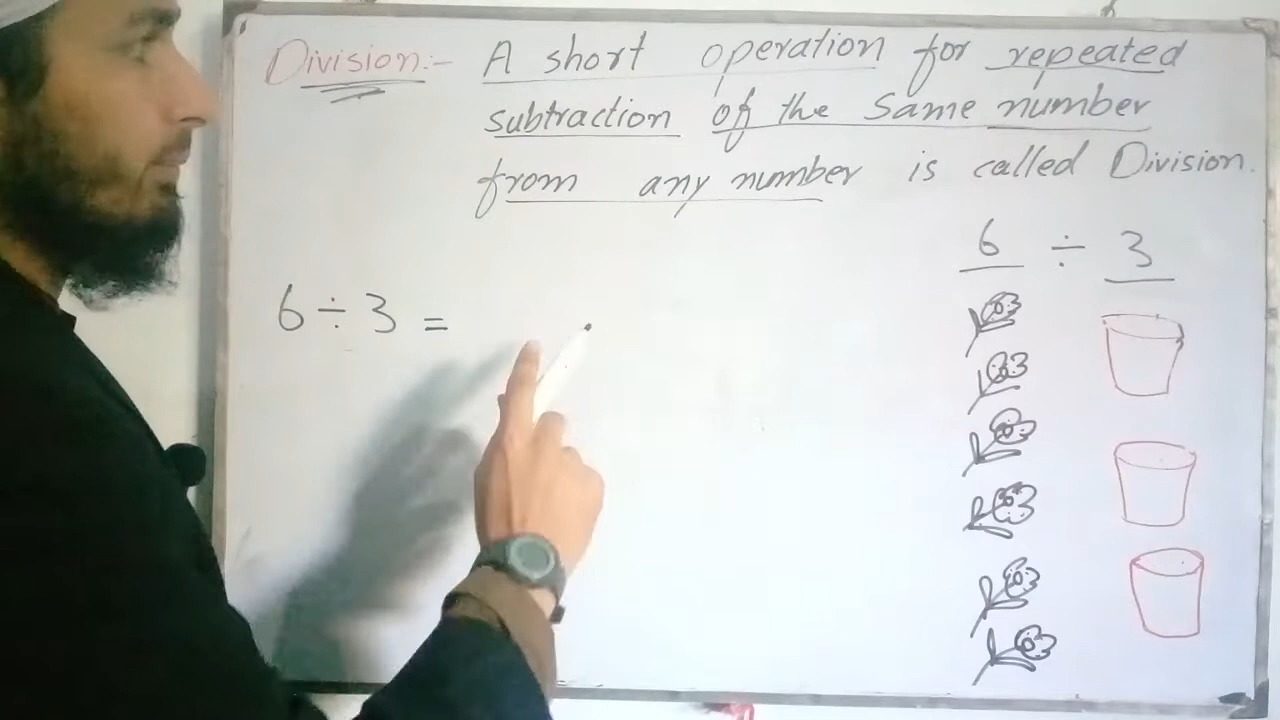 Division:- A short operation for repeated
subtraction of the same number
from any number is called Division.
6 ÷ 3
6 ÷ 3 =